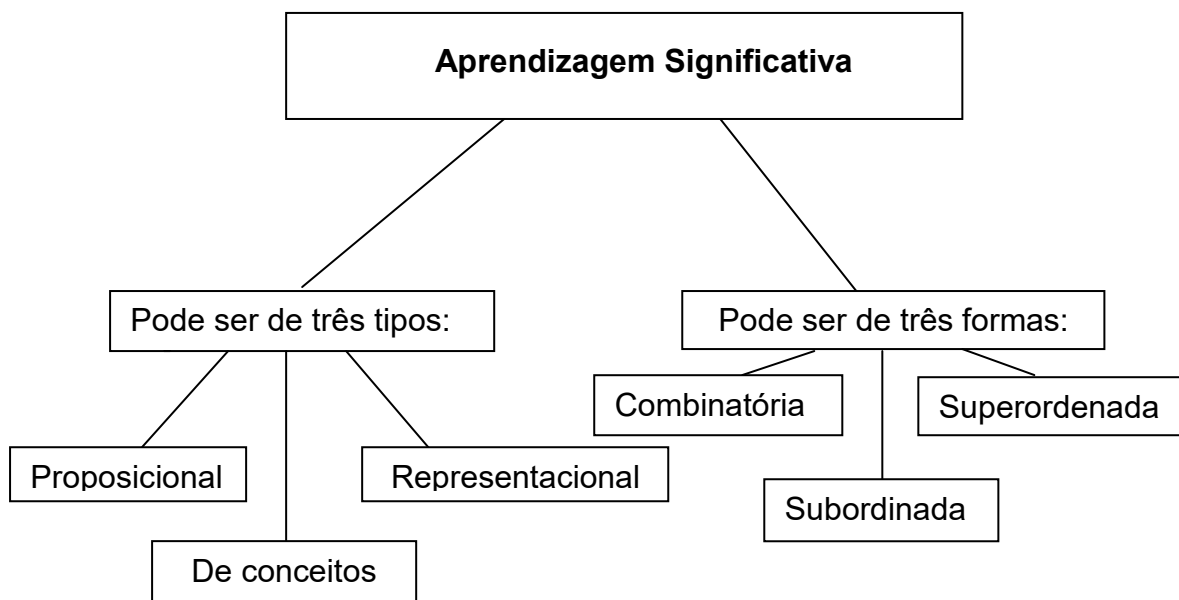 Aprendizagem Significativa
Pode ser de três tipos:
Pode ser de três formas:
Combinatória
Superordenada
Proposicional
Representacional
Subordinada
De conceitos